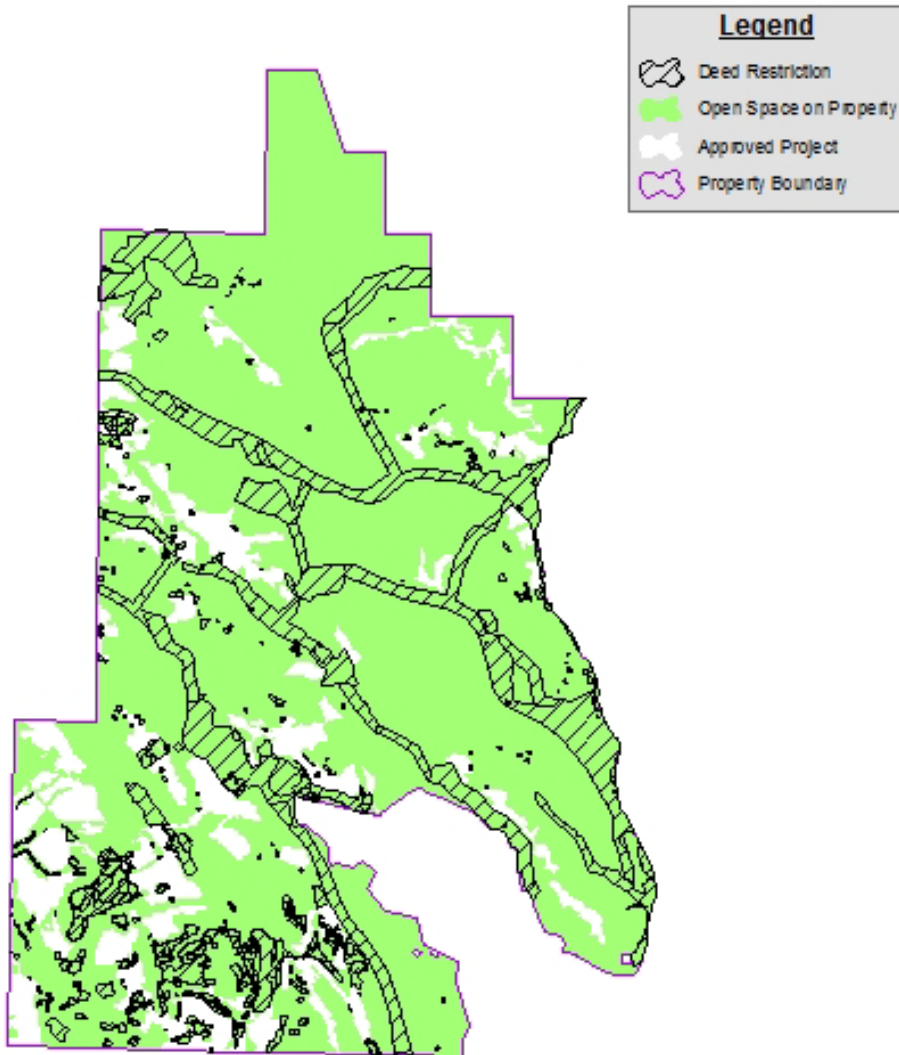 Legend
Deed Restriction
Open Space on Property
Approved Project
Property Boundary